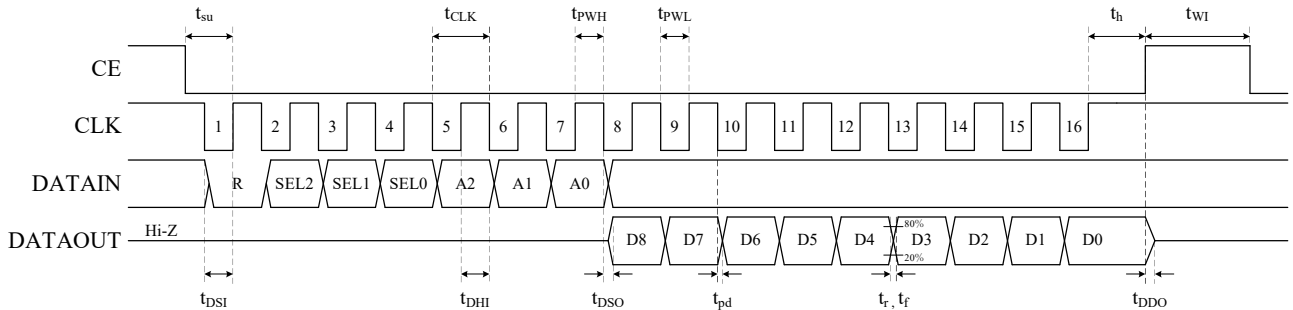 tsu tCLK tPWH tPWL th tWI
CE
CLK 1 2 3 4 5 6 7 8 9 10 11 12 13 14 15 16
DATAIN R SEL2 SEL1 SEL0 A2 A1 A0
80%
DATAOUT Hi-Z D8 D7 D6 D5 D4 D3 D2 D1 D0
20%
tDSI tDHI tDSO tpd tr , tf tDDO